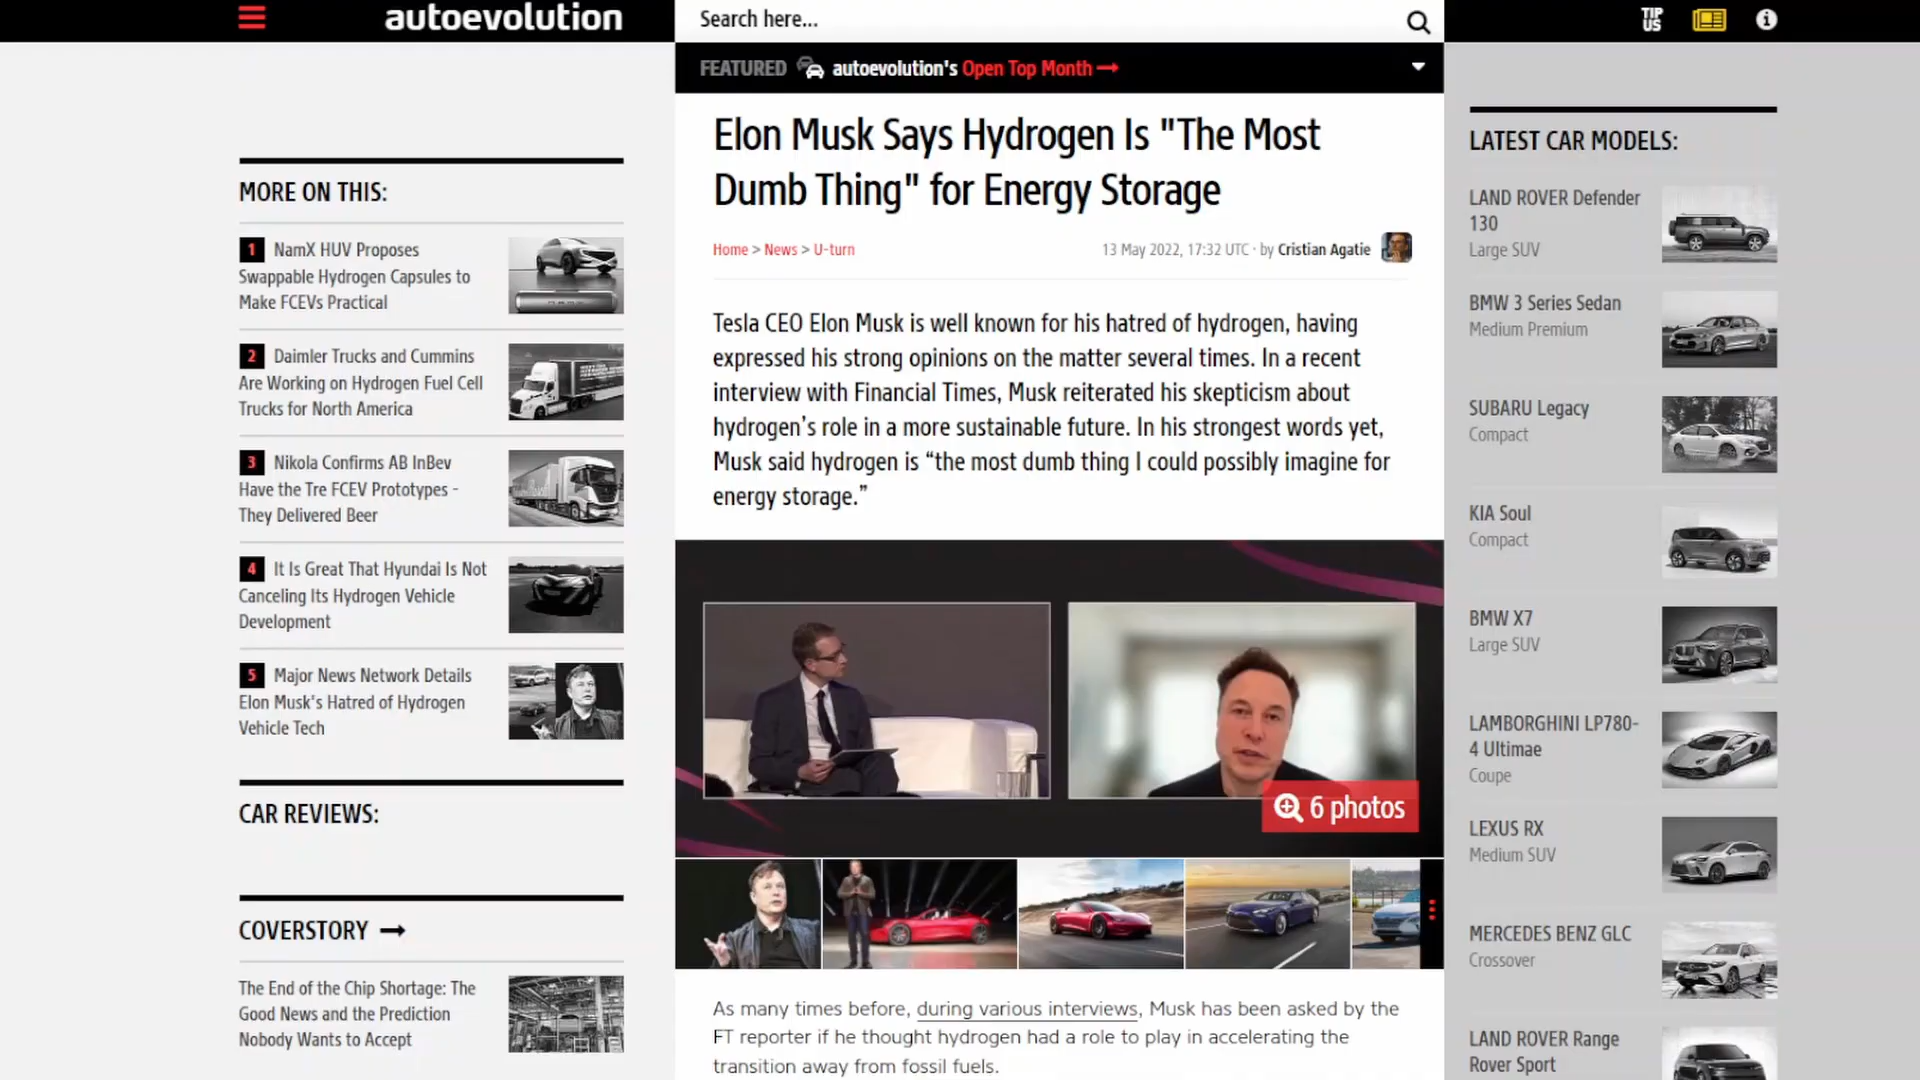 autoevolution
Search here...
TIP
US
FEATURED autoevolution's Open Top Month
Elon Musk Says Hydrogen Is "The Most
Dumb Thing" for Energy Storage
Home > News > U-turn
13 May 2022, 17:32 UTC · by Cristian Agatie
Tesla CEO Elon Musk is well known for his hatred of hydrogen, having
expressed his strong opinions on the matter several times. In a recent
interview with Financial Times, Musk reiterated his skepticism about
hydrogen’s role in a more sustainable future. In his strongest words yet,
Musk said hydrogen is “the most dumb thing I could possibly imagine for
energy storage.”
6 photos
As many times before, during various interviews, Musk has been asked by the
FT reporter if he thought hydrogen had a role to play in accelerating the
transition away from fossil fuels.
MORE ON THIS:
1 NamX HUV Proposes
Swappable Hydrogen Capsules to
Make FCEVs Practical
2 Daimler Trucks and Cummins
Are Working on Hydrogen Fuel Cell
Trucks for North America
3 Nikola Confirms AB InBev
Have the Tre FCEV Prototypes -
They Delivered Beer
4 It Is Great That Hyundai Is Not
Canceling Its Hydrogen Vehicle
Development
5 Major News Network Details
Elon Musk's Hatred of Hydrogen
Vehicle Tech
CAR REVIEWS:
COVERSTORY
The End of the Chip Shortage: The
Good News and the Prediction
Nobody Wants to Accept
LATEST CAR MODELS:
LAND ROVER Defender
130
Large SUV
BMW 3 Series Sedan
Medium Premium
SUBARU Legacy
Compact
KIA Soul
Compact
BMW X7
Large SUV
LAMBORGHINI LP780-
4 Ultimae
Coupe
LEXUS RX
Medium SUV
MERCEDES BENZ GLC
Crossover
LAND ROVER Range
Rover Sport